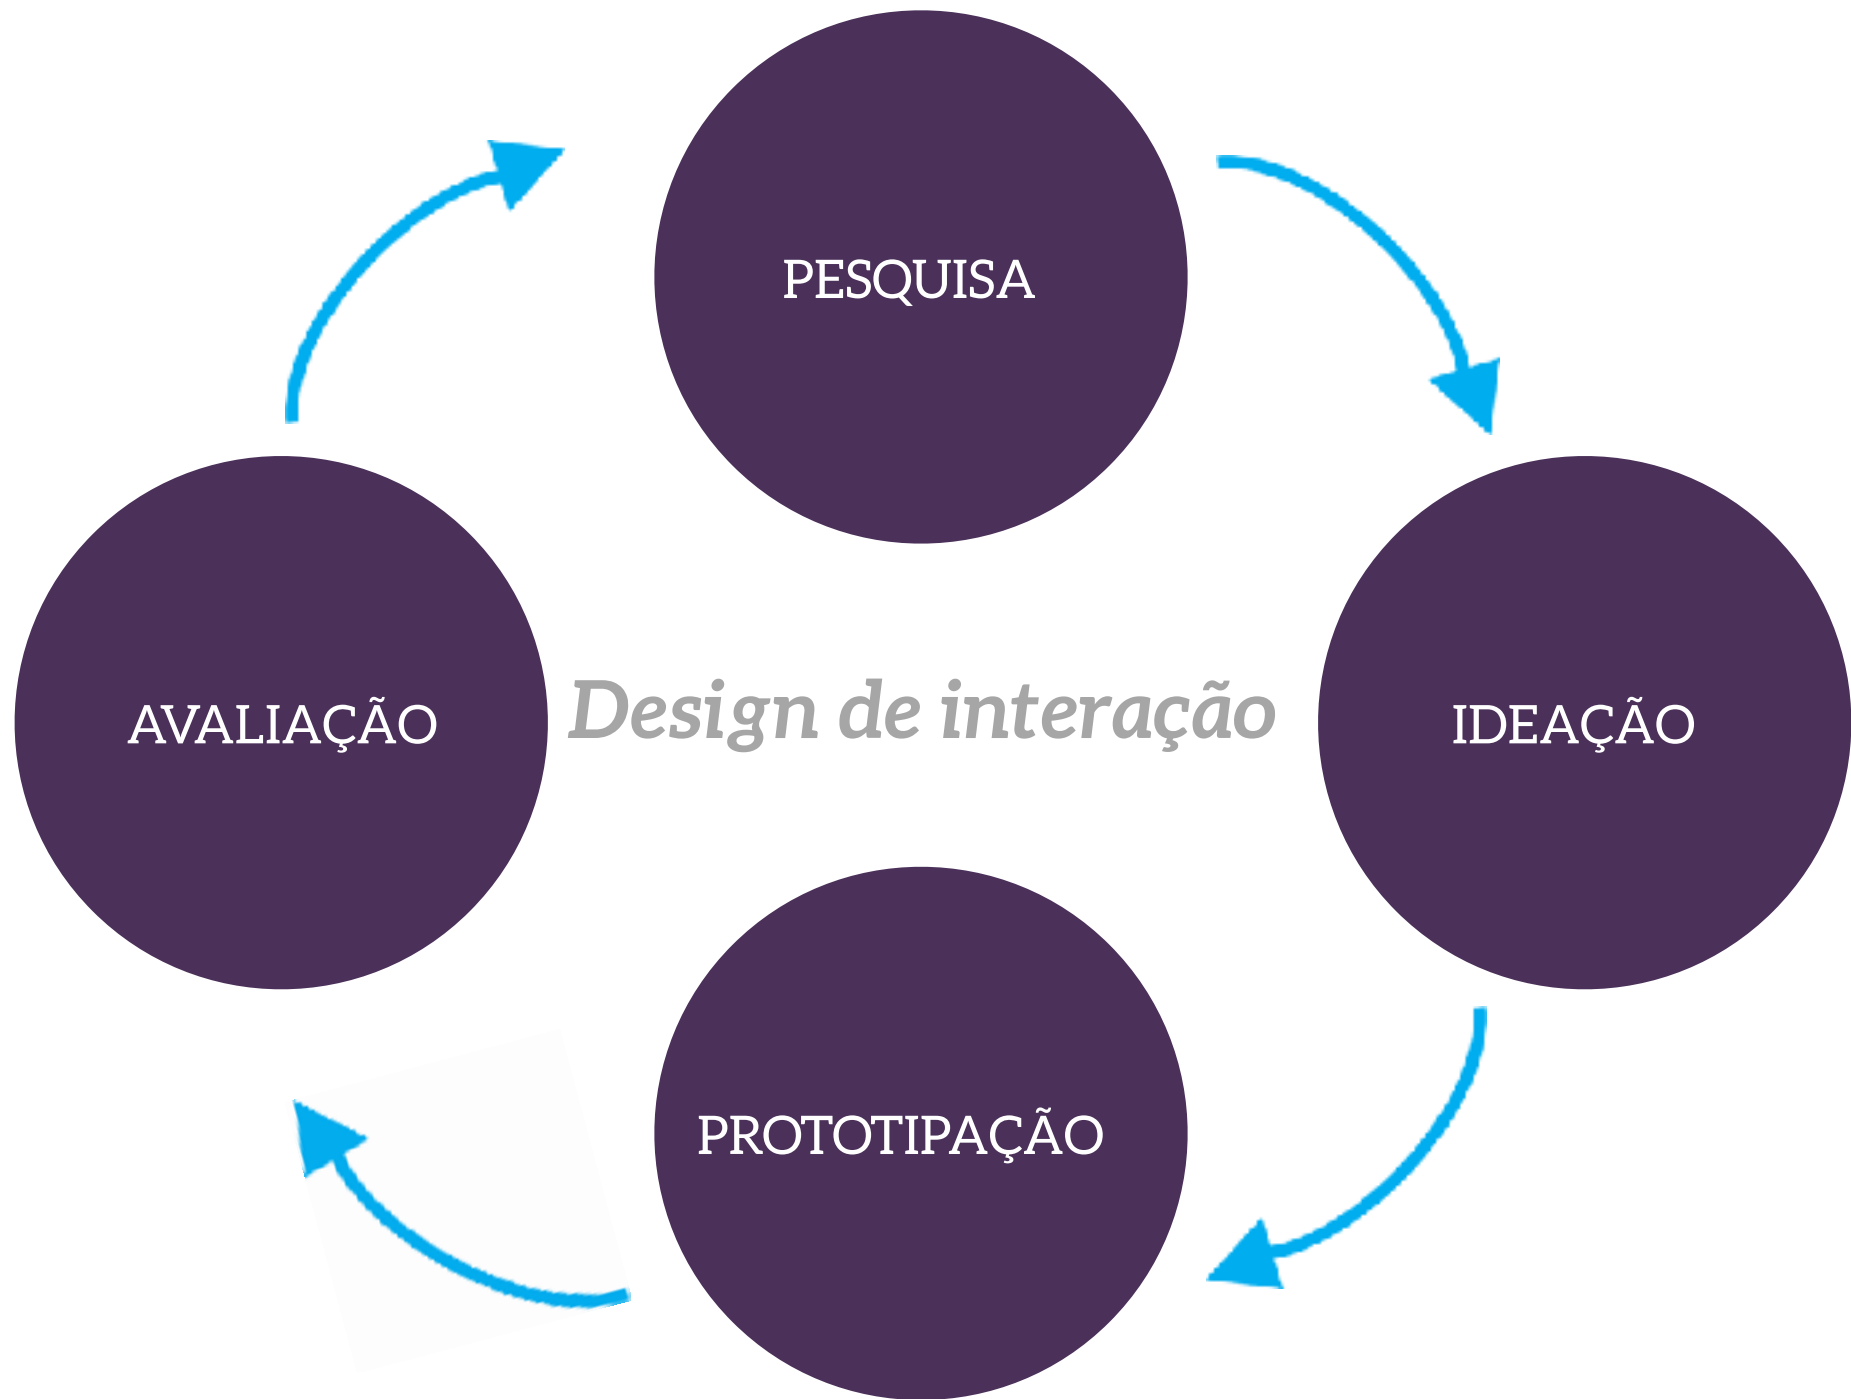 PESQUISA
AVALIAÇÃO
Design de interação
IDEAÇÃO
PROTOTIPAÇÃO